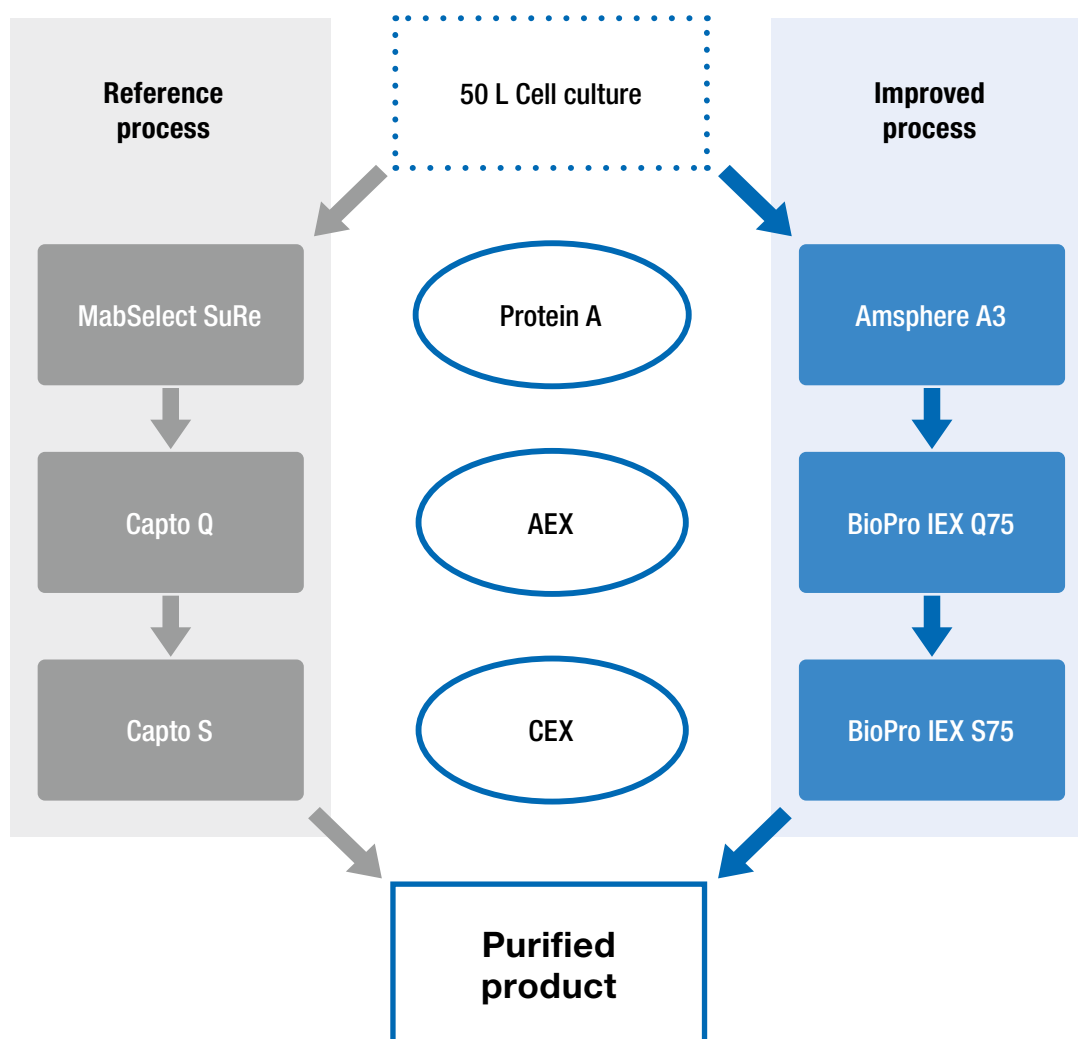 Reference
process
50 L Cell culture
Improved
process
MabSelect SuRe
Protein A
Amsphere A3
Capto Q
AEX
BioPro IEX Q75
Capto S
CEX
BioPro IEX S75
Purified
product